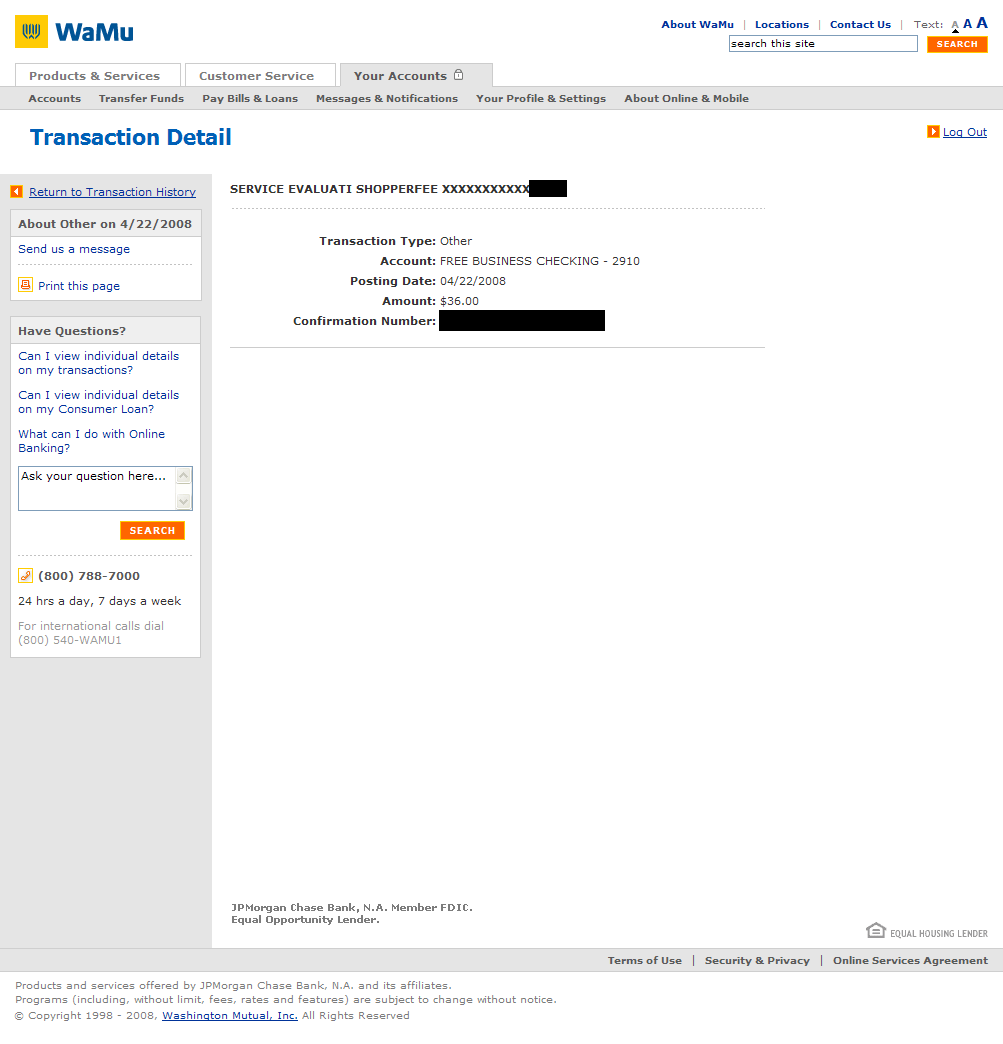 WaMu
About WaMu | Locations | Contact Us | Text: A A A
search this site SEARCH
Products & Services Customer Service Your Accounts
Accounts Transfer Funds Pay Bills & Loans Messages & Notifications Your Profile & Settings About Online & Mobile
Transaction Detail
Log Out
Return to Transaction History
About Other on 4/22/2008
Send us a message
Print this page
Have Questions?
Can I view individual details
on my transactions?
Can I view individual details
on my Consumer Loan?
What can I do with Online
Banking?
Ask your question here...
SEARCH
(800) 788-7000
24 hrs a day, 7 days a week
For international calls dial
(800) 540-WAMU1
SERVICE EVALUATI SHOPPERFEE XXXXXXXXXXX
Transaction Type: Other
Account: FREE BUSINESS CHECKING - 2910
Posting Date: 04/22/2008
Amount: $36.00
Confirmation Number:
JPMorgan Chase Bank, N.A. Member FDIC.
Equal Opportunity Lender.
EQUAL HOUSING LENDER
Terms of Use | Security & Privacy | Online Services Agreement
Products and services offered by JPMorgan Chase Bank, N.A. and its affiliates.
Programs (including, without limit, fees, rates and features) are subject to change without notice.
© Copyright 1998 - 2008, Washington Mutual, Inc. All Rights Reserved